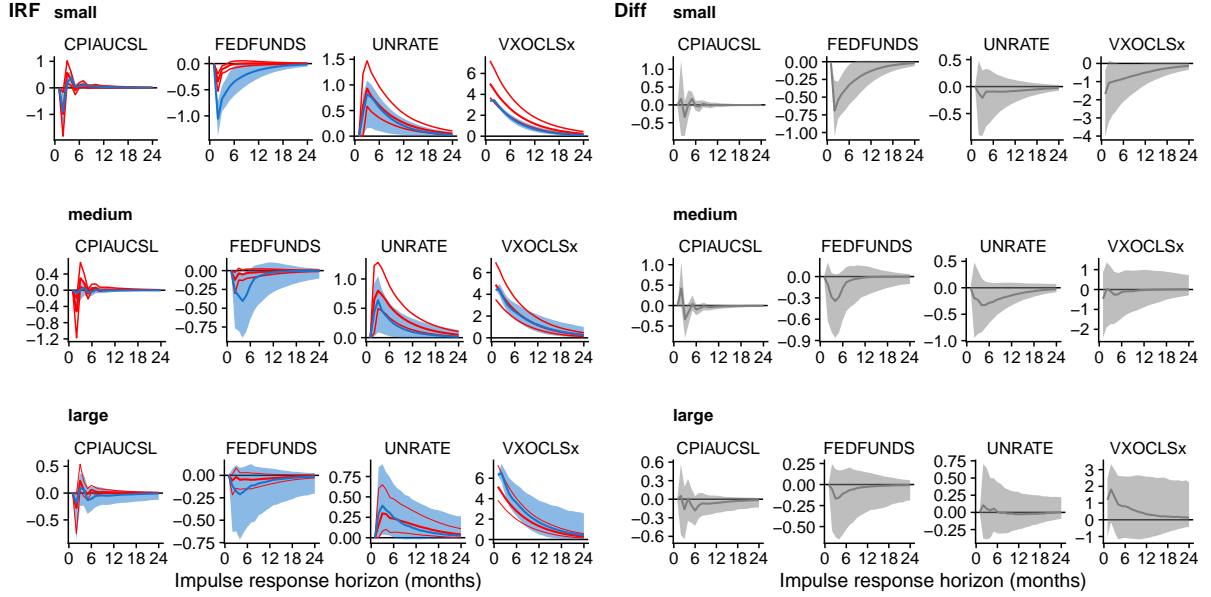 IRF small
CPIAUCSL FEDFUNDS UNRATE VXOCLSx
1 0 −1
0.0 −0.5 −1.0
1.5 1.0 0.5 0.0
6 4 2 0
0 6 12 18 24 0 6 12 18 24 0 6 12 18 24 0 6 12 18 24
medium
CPIAUCSL FEDFUNDS UNRATE VXOCLSx
0.4 0.0 −0.4 −0.8 −1.2
0.00 −0.25 −0.50 −0.75
1.0 0.5 0.0
6 4 2 0
0 6 12 18 24 0 6 12 18 24 0 6 12 18 24 0 6 12 18 24
large
CPIAUCSL FEDFUNDS UNRATE VXOCLSx
0.5 0.0 −0.5
0.00 −0.25 −0.50 −0.75
0.75 0.50 0.25 0.00
6 4 2 0
0 6 12 18 24 0 6 12 18 24 0 6 12 18 24 0 6 12 18 24
Impulse response horizon (months)
Diff small
CPIAUCSL FEDFUNDS UNRATE VXOCLSx
1.0 0.5 0.0 −0.5
0.00 −0.25 −0.50 −0.75 −1.00
0.5 0.0 −0.5
0 −1 −2 −3 −4
0 6 12 18 24 0 6 12 18 24 0 6 12 18 24 0 6 12 18 24
medium
CPIAUCSL FEDFUNDS UNRATE VXOCLSx
1.0 0.5 0.0 −0.5
0.0 −0.3 −0.6 −0.9
0.5 0.0 −0.5 −1.0
1 0 −1 −2
0 6 12 18 24 0 6 12 18 24 0 6 12 18 24 0 6 12 18 24
large
CPIAUCSL FEDFUNDS UNRATE VXOCLSx
0.6 0.3 0.0 −0.3 −0.6
0.25 0.00 −0.25 −0.50
0.75 0.50 0.25 0.00 −0.25
3 2 1 0 −1
0 6 12 18 24 0 6 12 18 24 0 6 12 18 24 0 6 12 18 24
Impulse response horizon (months)